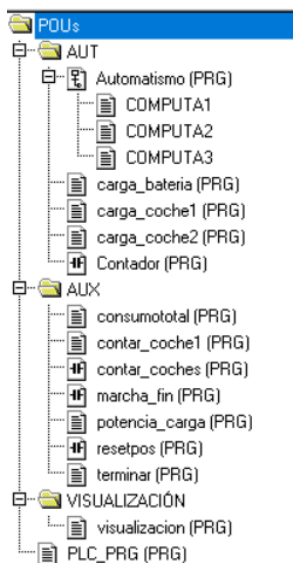 POUs
AUT
Automatismo (PRG)
COMPUTA1
COMPUTA2
COMPUTA3
carga_bateria (PRG)
carga_coche1 (PRG)
carga_coche2 (PRG)
Contador (PRG)
AUX
consumototal (PRG)
contar_coche1 (PRG)
contar_coches (PRG)
marcha_fin (PRG)
potencia_carga (PRG)
resetpos (PRG)
terminar (PRG)
VISUALIZACIÓN
visualizacion (PRG)
PLC_PRG (PRG)